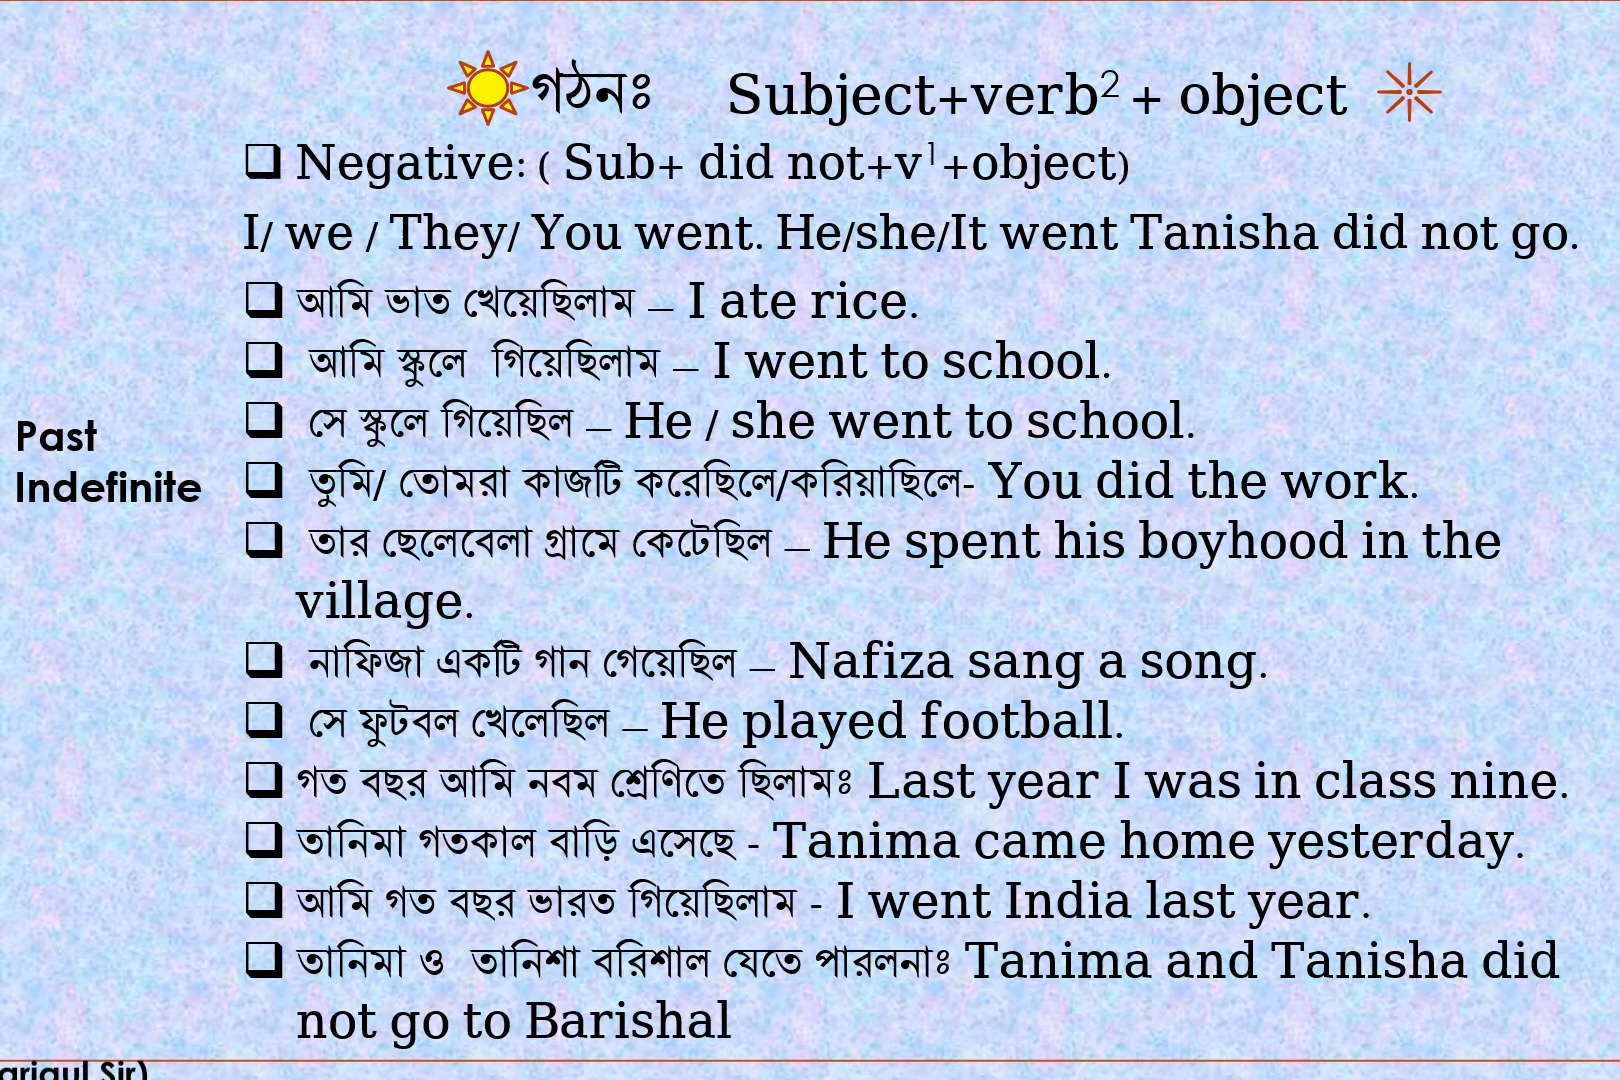 গঠনঃ Subject+verb² + object
❑ Negative: ( Sub+ did not+v¹+object)
I/ we / They/ You went. He/she/It went Tanisha did not go.
❑ আমি ভাত খেয়েছিলাম – I ate rice.
❑ আমি স্কুলে গিয়েছিলাম – I went to school.
❑ সে স্কুলে গিয়েছিল – He / she went to school.
Past
Indefinite
❑ তুমি/ তোমরা কাজটি করেছিলে/করিয়াছিলে- You did the work.
❑ তার ছেলেবেলা গ্রামে কেটেছিল – He spent his boyhood in the
village.
❑ নাফিজা একটি গান গেয়েছিল – Nafiza sang a song.
❑ সে ফুটবল খেলেছিল – He played football.
❑ গত বছর আমি নবম শ্রেণিতে ছিলামঃ Last year I was in class nine.
❑ তানিমা গতকাল বাড়ি এসেছে - Tanima came home yesterday.
❑ আমি গত বছর ভারত গিয়েছিলাম - I went India last year.
❑ তানিমা ও তানিশা বরিশাল যেতে পারলনাঃ Tanima and Tanisha did
not go to Barishal
Sir)